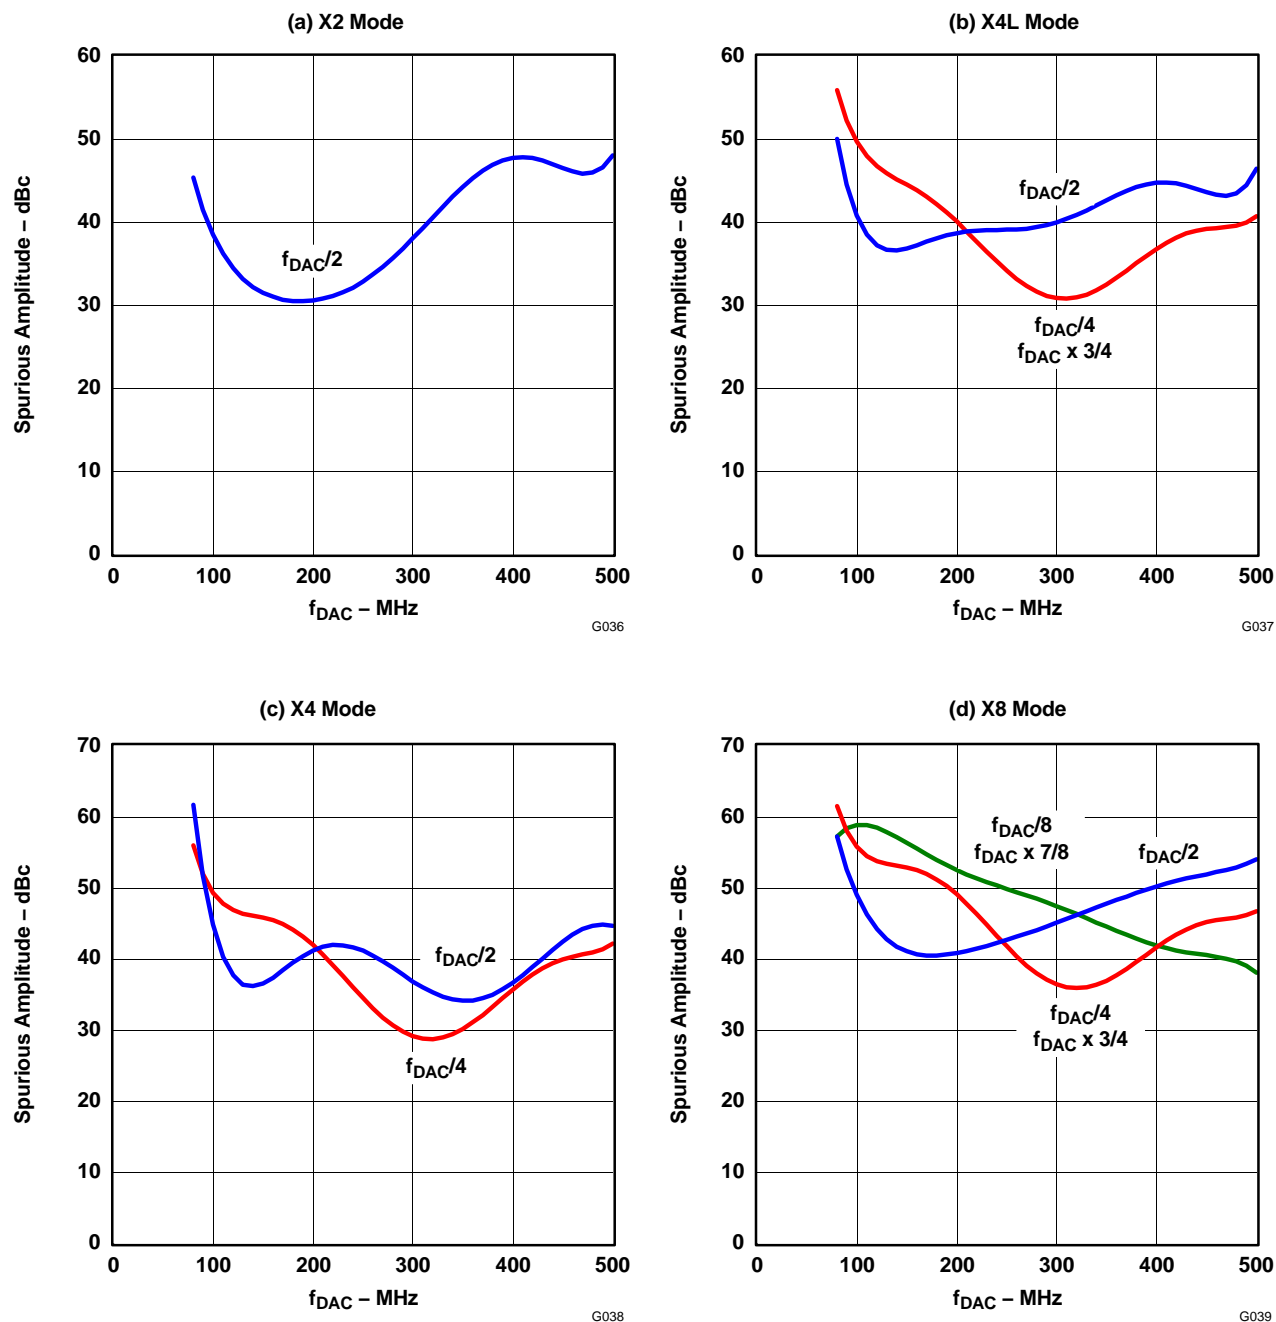 (a) X2 Mode
60
50
40
30
20
10
0
0 100 200 300 400 500
Spurious Amplitude – dBc
fDAC/2
fDAC – MHz
G036
(b) X4L Mode
60
50
40
30
20
10
0
0 100 200 300 400 500
Spurious Amplitude – dBc
fDAC/2
fDAC/4
fDAC x 3/4
fDAC – MHz
G037
(c) X4 Mode
70
60
50
40
30
20
10
0
0 100 200 300 400 500
Spurious Amplitude – dBc
fDAC/2
fDAC/4
fDAC – MHz
G038
(d) X8 Mode
70
60
50
40
30
20
10
0
0 100 200 300 400 500
Spurious Amplitude – dBc
fDAC/8
fDAC x 7/8
fDAC/2
fDAC/4
fDAC x 3/4
fDAC – MHz
G039